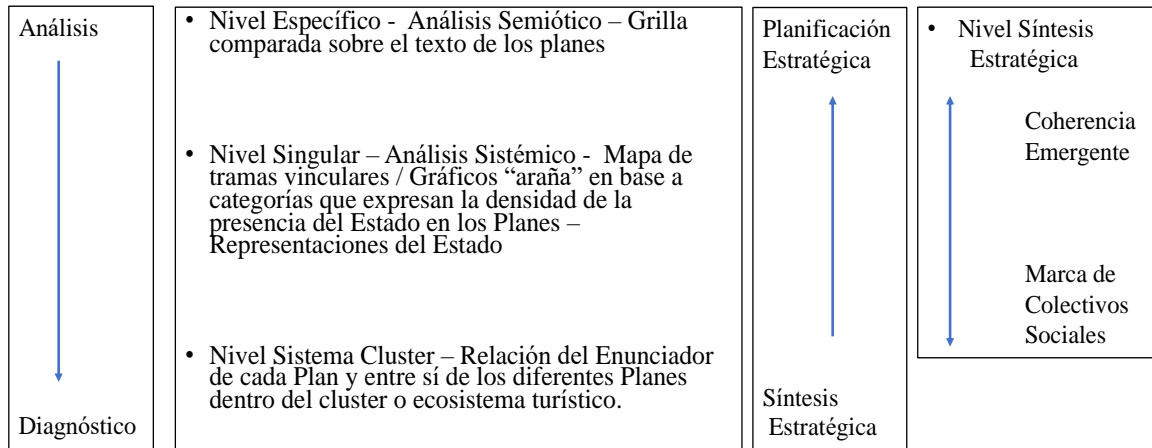 Análisis
Diagnóstico
• Nivel Específico - Análisis Semiótico – Grilla
comparada sobre el texto de los planes
• Nivel Singular – Análisis Sistémico - Mapa de
tramas vinculares / Gráficos “araña” en base a
categorías que expresan la densidad de la
presencia del Estado en los Planes –
Representaciones del Estado
• Nivel Sistema Cluster – Relación del Enunciador
de cada Plan y entre sí de los diferentes Planes
dentro del cluster o ecosistema turístico.
Planificación
Estratégica
Síntesis
Estratégica
• Nivel Síntesis
Estratégica
Coherencia
Emergente
Marca de
Colectivos
Sociales